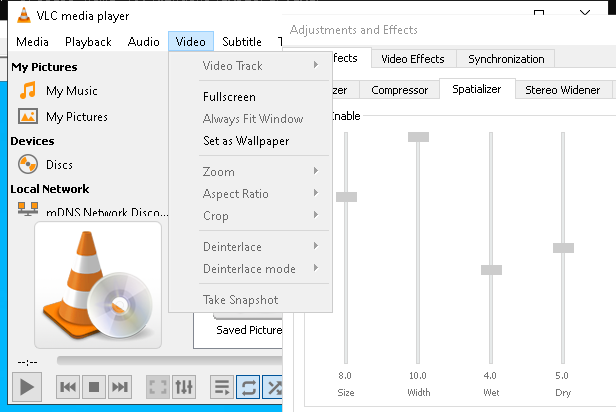 VLC media player
Media Playback Audio Video Subtitle T
My Pictures
My Music
My Pictures
Devices
Discs
Local Network
mDNS Network Disco...
Video Track
Fullscreen
Always Fit Window
Set as Wallpaper
Zoom
Aspect Ratio
Crop
Deinterlace
Deinterlace mode
Take Snapshot
Saved Picture
--:--
Adjustments and Effects
ffects Video Effects Synchronization
zer Compressor Spatializer Stereo Widener
Enable
8.0 10.0 4.0 5.0
Size Width Wet Dry